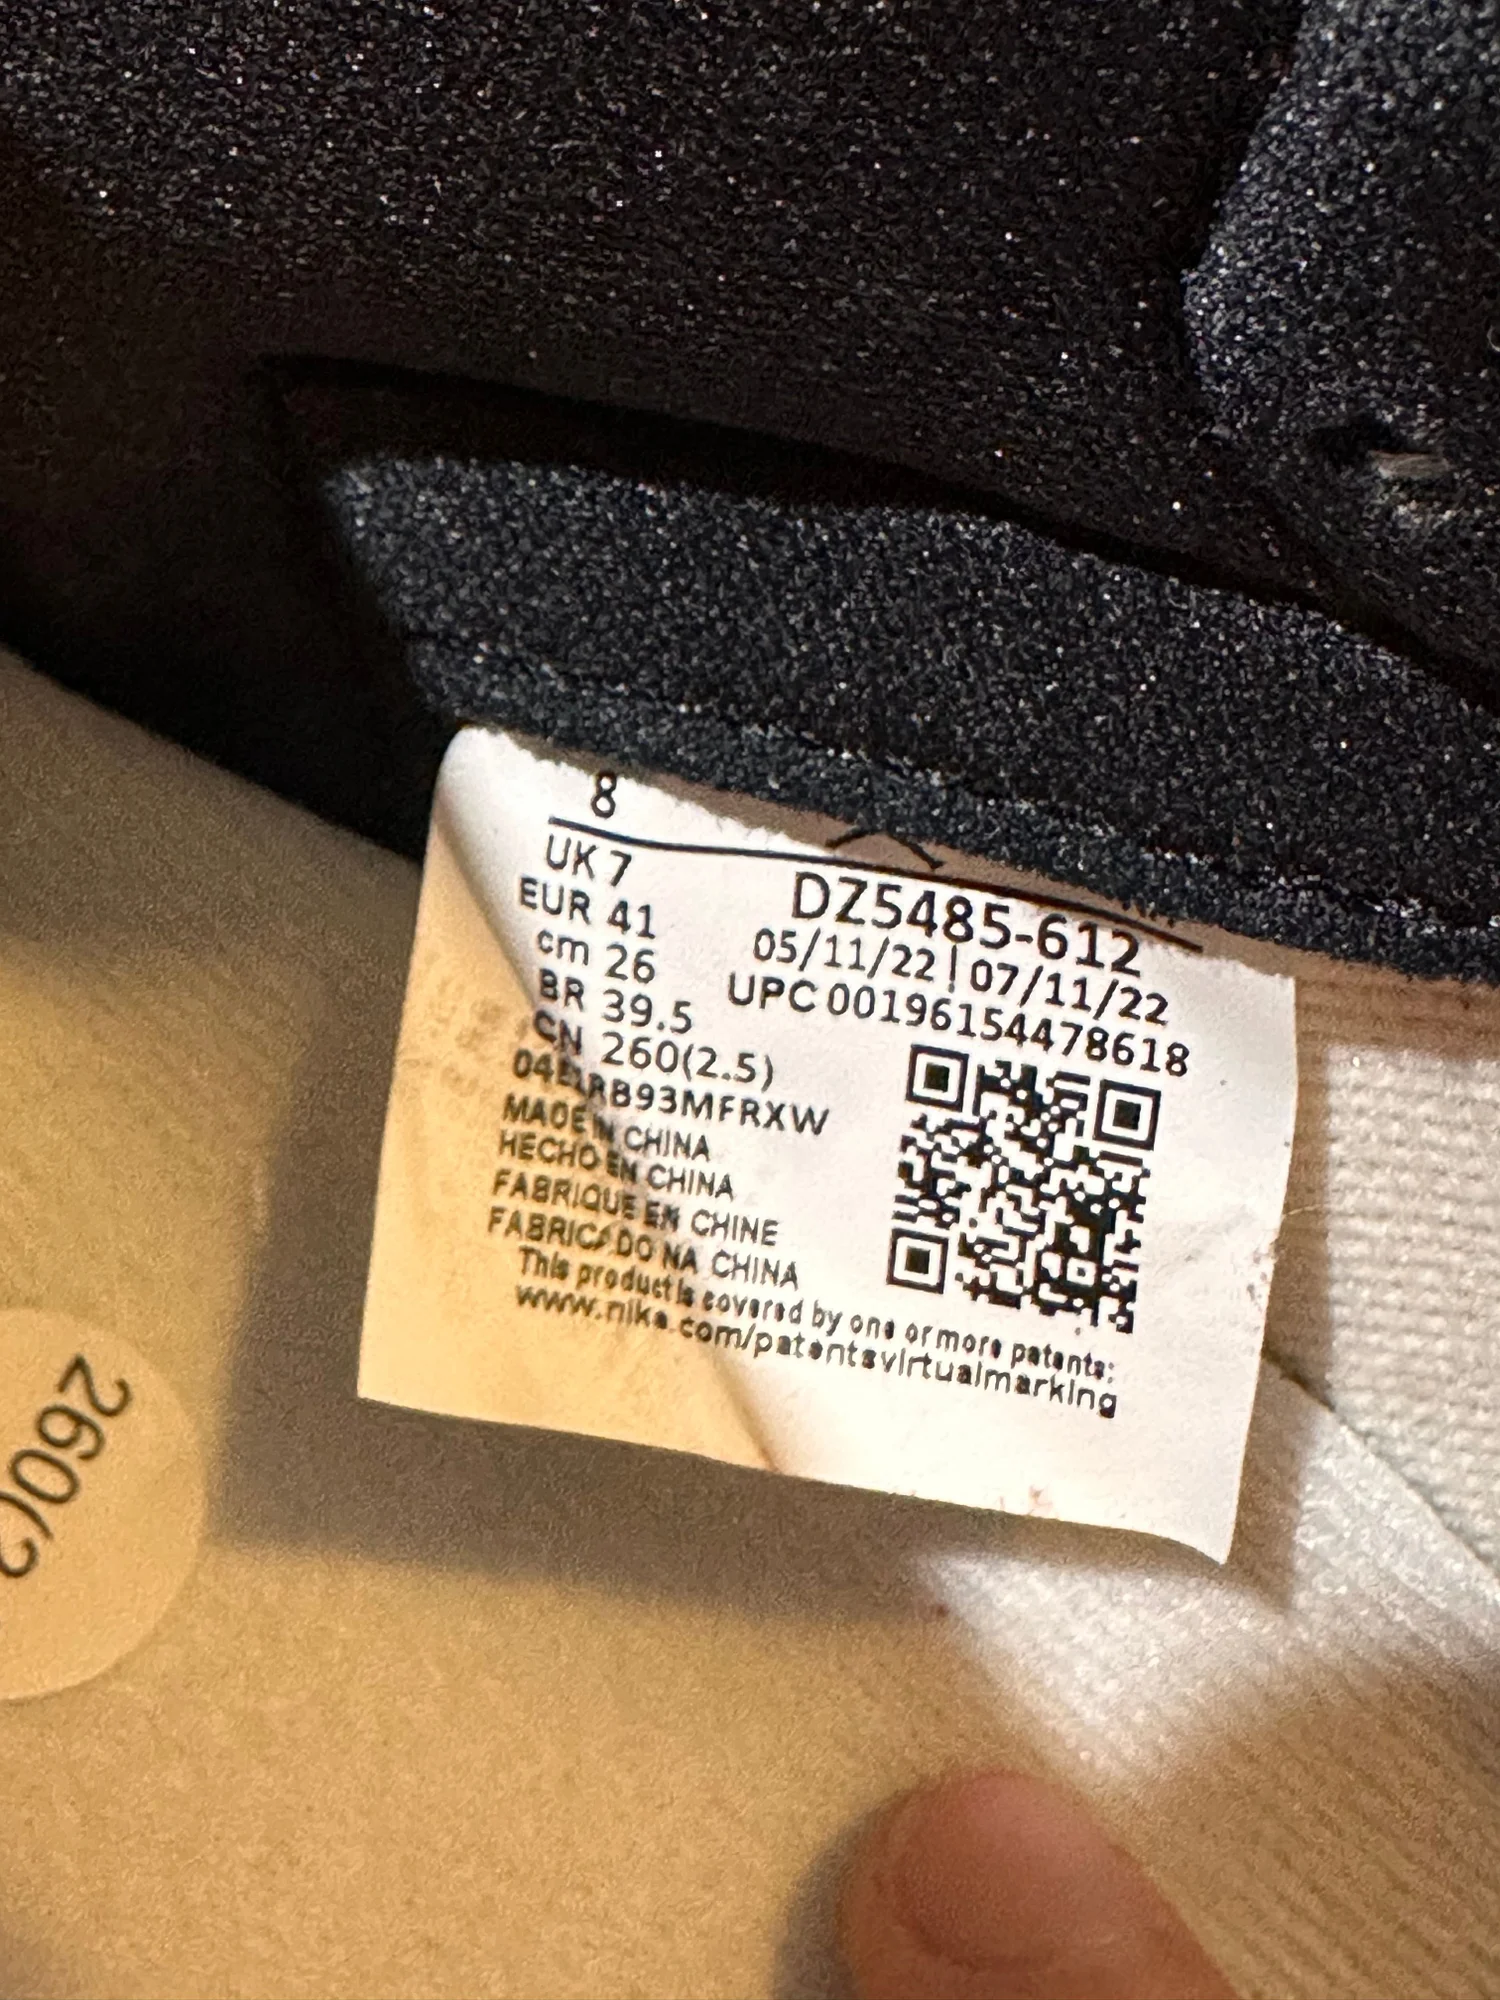 8
UK 7
EUR 41
cm 26
BR 39.5
CN 260(2.5)
MADE IN CHINA
HECHO EN CHINA
FABRIQUE EN CHINE
FABRICADO NA CHINA
DZ5485-612
05/11/22 | 07/11/22
UPC 00196154478618
This product is covered by one or more patents:
www.nike.com/patentsvirtualmarking
260(2